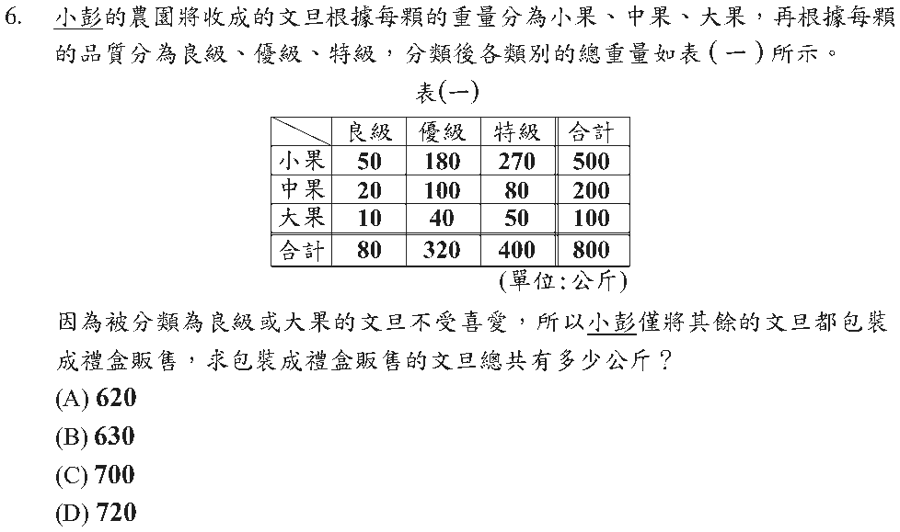 6. 小彭的農園將收成的文旦根據每顆的重量分為小果、中果、大果，再根據每顆
的品質分為良級、優級、特級，分類後各類別的總重量如表(一)所示。
表(一)
良級 優級 特級 合計
小果 50 180 270 500
中果 20 100 80 200
大果 10 40 50 100
合計 80 320 400 800
(單位:公斤)
因為被分類為良級或大果的文旦不受喜愛，所以小彭僅將其餘的文旦都包裝
成禮盒販售，求包裝成禮盒販售的文旦總共有多少公斤？
(A) 620
(B) 630
(C) 700
(D) 720